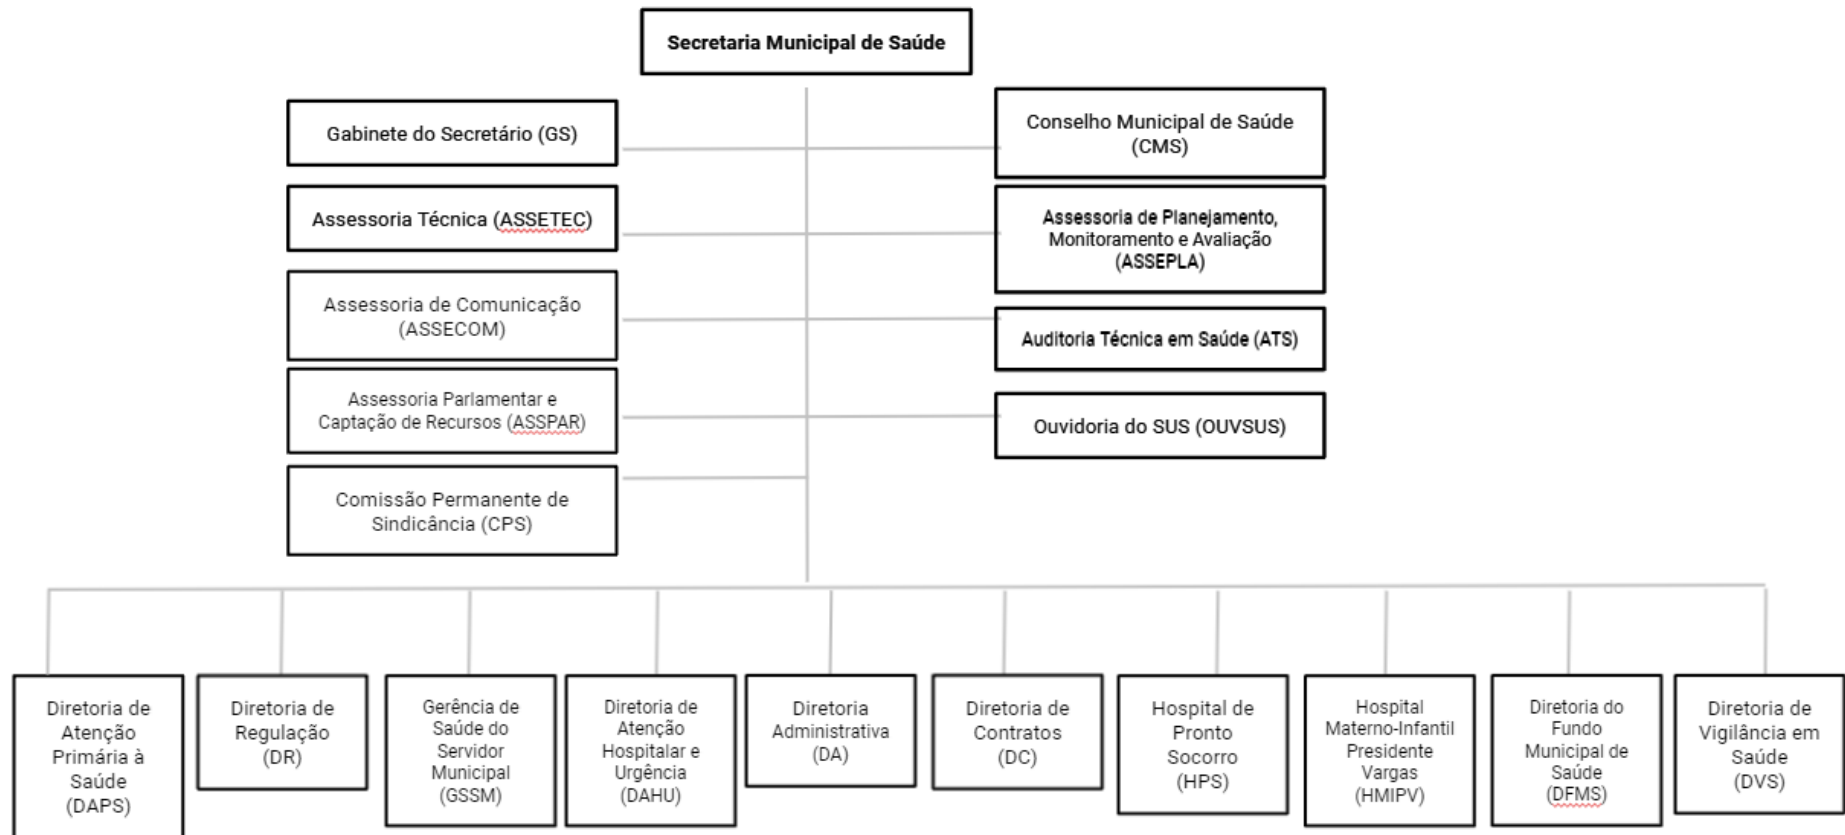 Secretaria Municipal de Saúde
Gabinete do Secretário (GS)
Conselho Municipal de Saúde
(CMS)
Assessoria Técnica (ASSETEC)
Assessoria de Planejamento,
Monitoramento e Avaliação
(ASSEPLA)
Assessoria de Comunicação
(ASSECOM)
Auditoria Técnica em Saúde (ATS)
Assessoria Parlamentar e
Captação de Recursos (ASSPAR)
Ouvidoria do SUS (OUVSUS)
Comissão Permanente de
Sindicância (CPS)
Diretoria de
Atenção
Primária à
Saúde
(DAPS)
Diretoria de
Regulação
(DR)
Gerência de
Saúde do
Servidor
Municipal
(GSSM)
Diretoria de
Atenção
Hospitalar e
Urgência
(DAHU)
Diretoria
Administrativa
(DA)
Diretoria de
Contratos
(DC)
Hospital de
Pronto
Socorro
(HPS)
Hospital
Materno-Infantil
Presidente
Vargas
(HMIPV)
Diretoria do
Fundo
Municipal de
Saúde
(DFMS)
Diretoria de
Vigilância em
Saúde
(DVS)